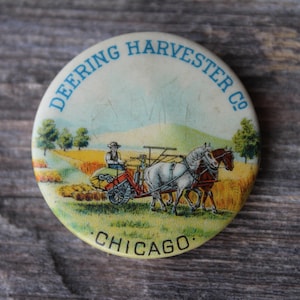 DEERING HARVESTER CO
·CHICAGO·